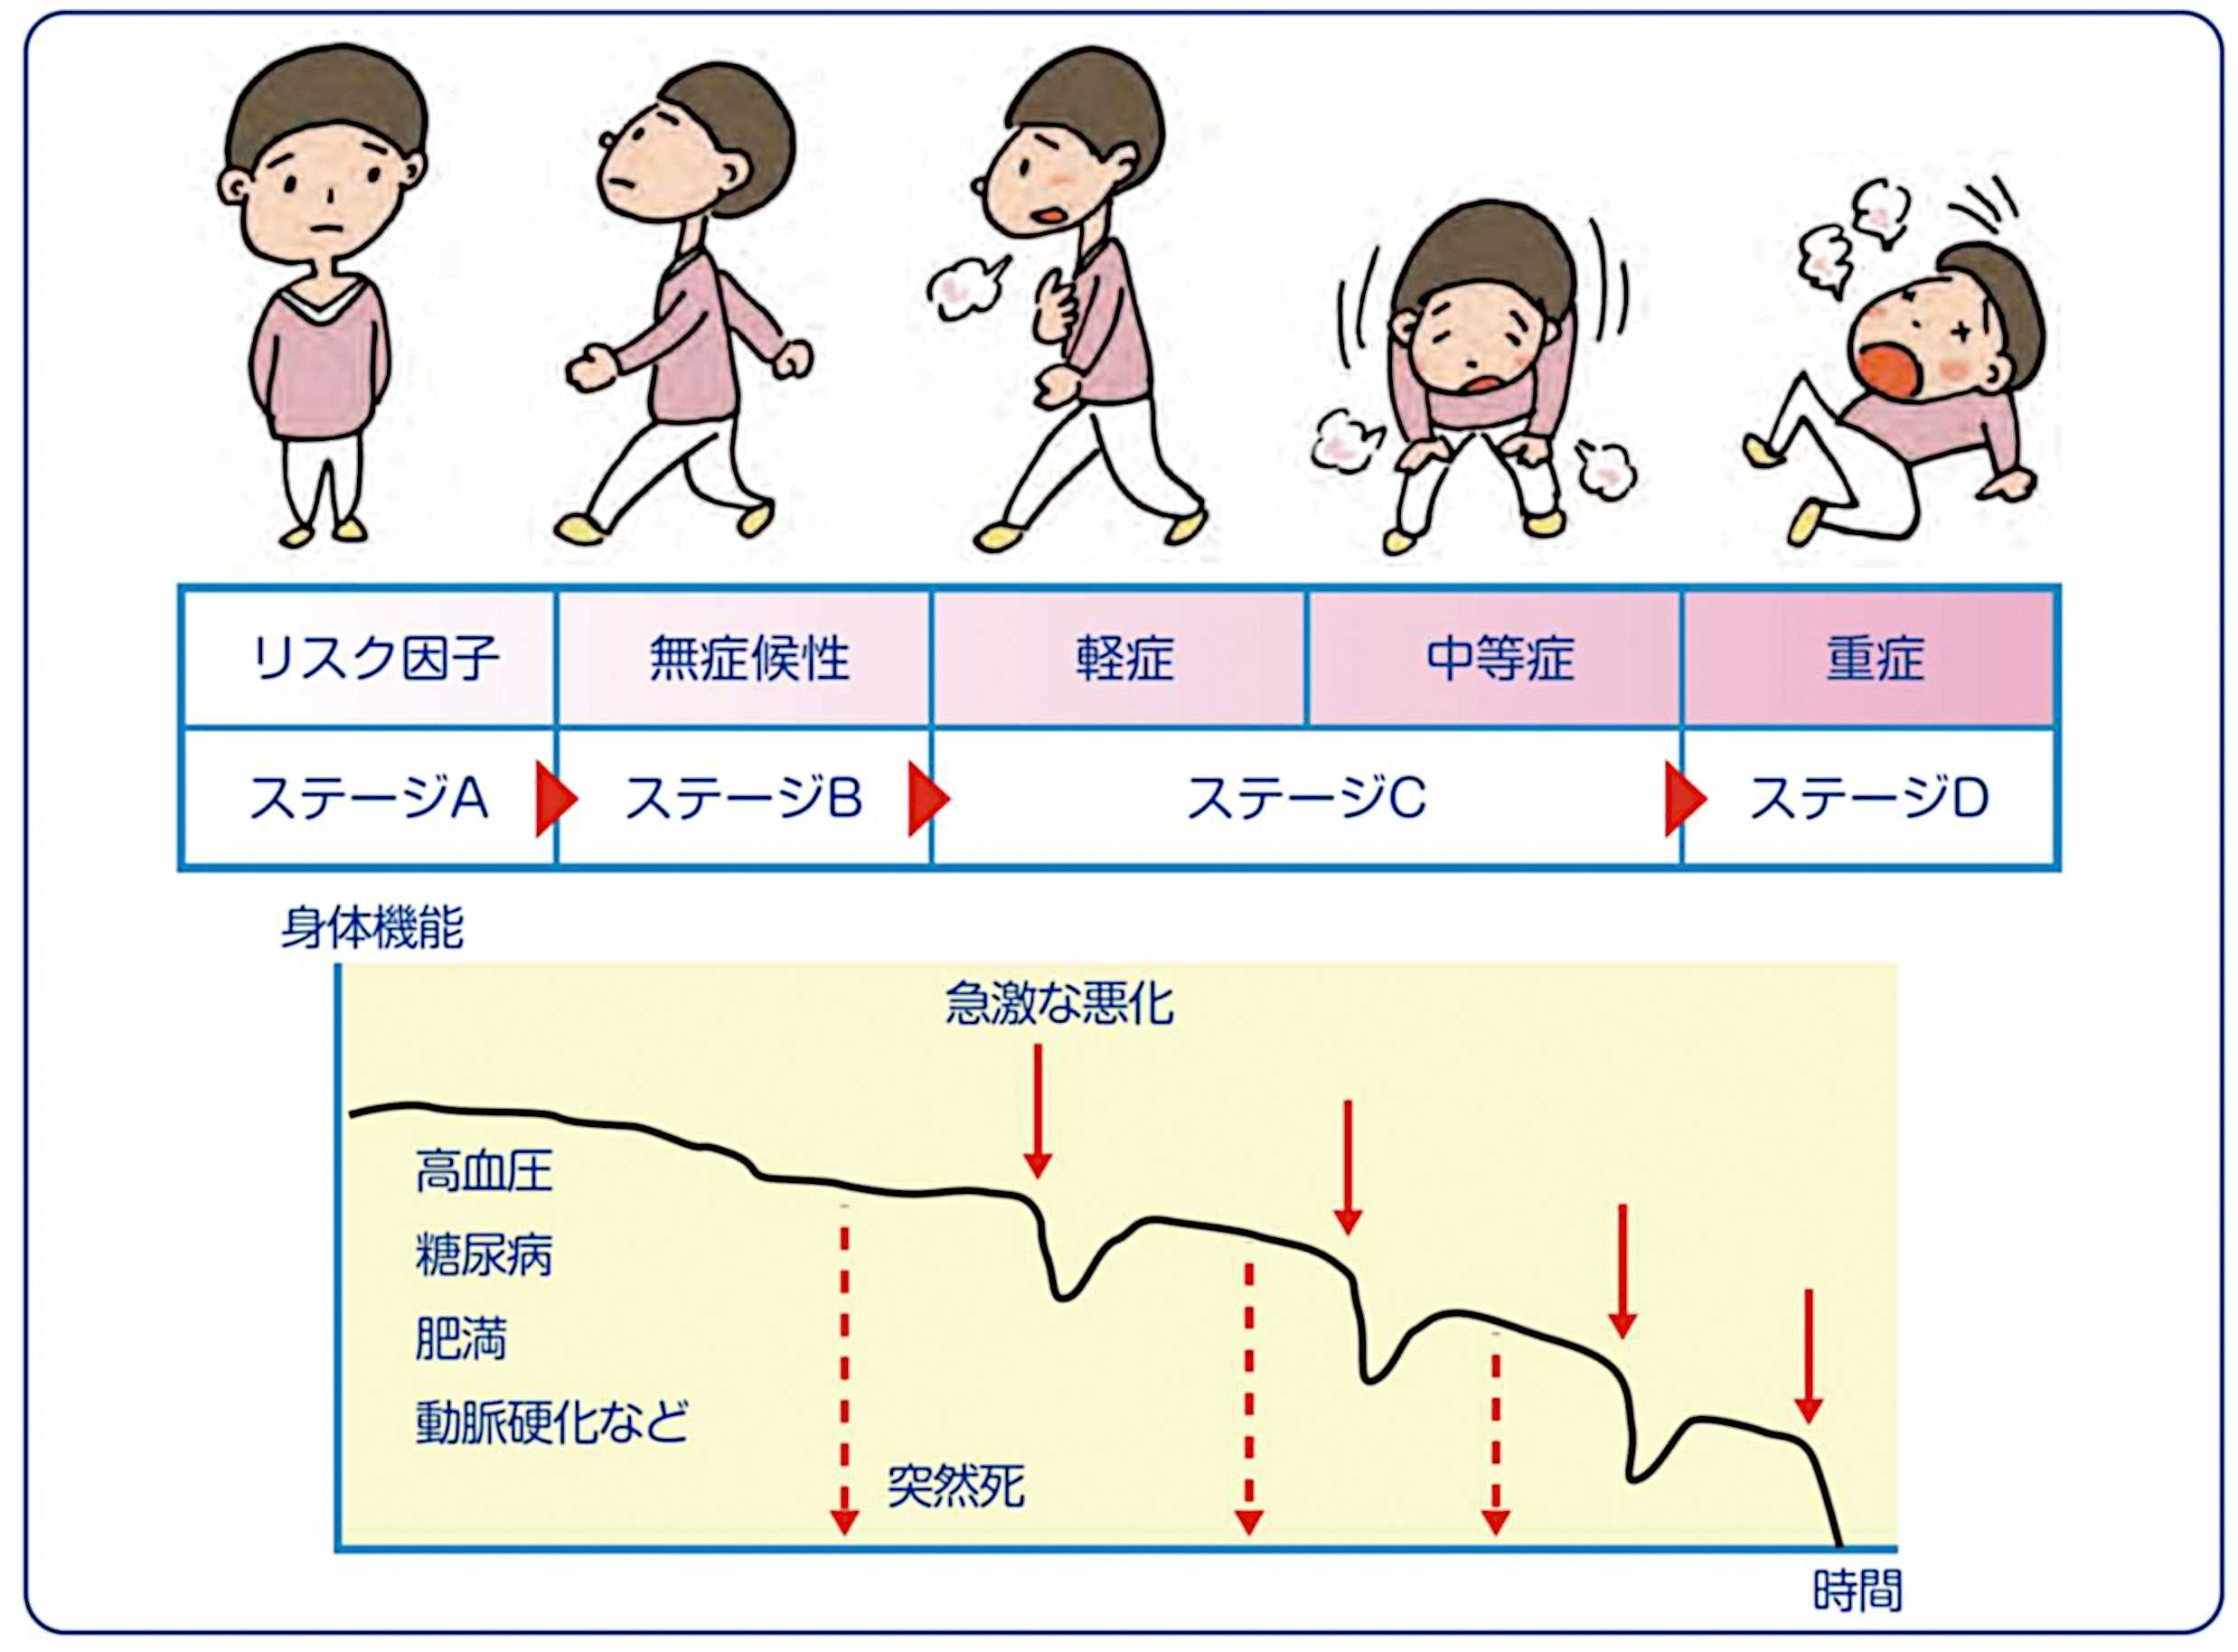 リスク因子 無症候性 軽症 中等症 重症
ステージA ステージB ステージC ステージD
身体機能
急激な悪化
高血圧
糖尿病
肥満
動脈硬化など
突然死
時間